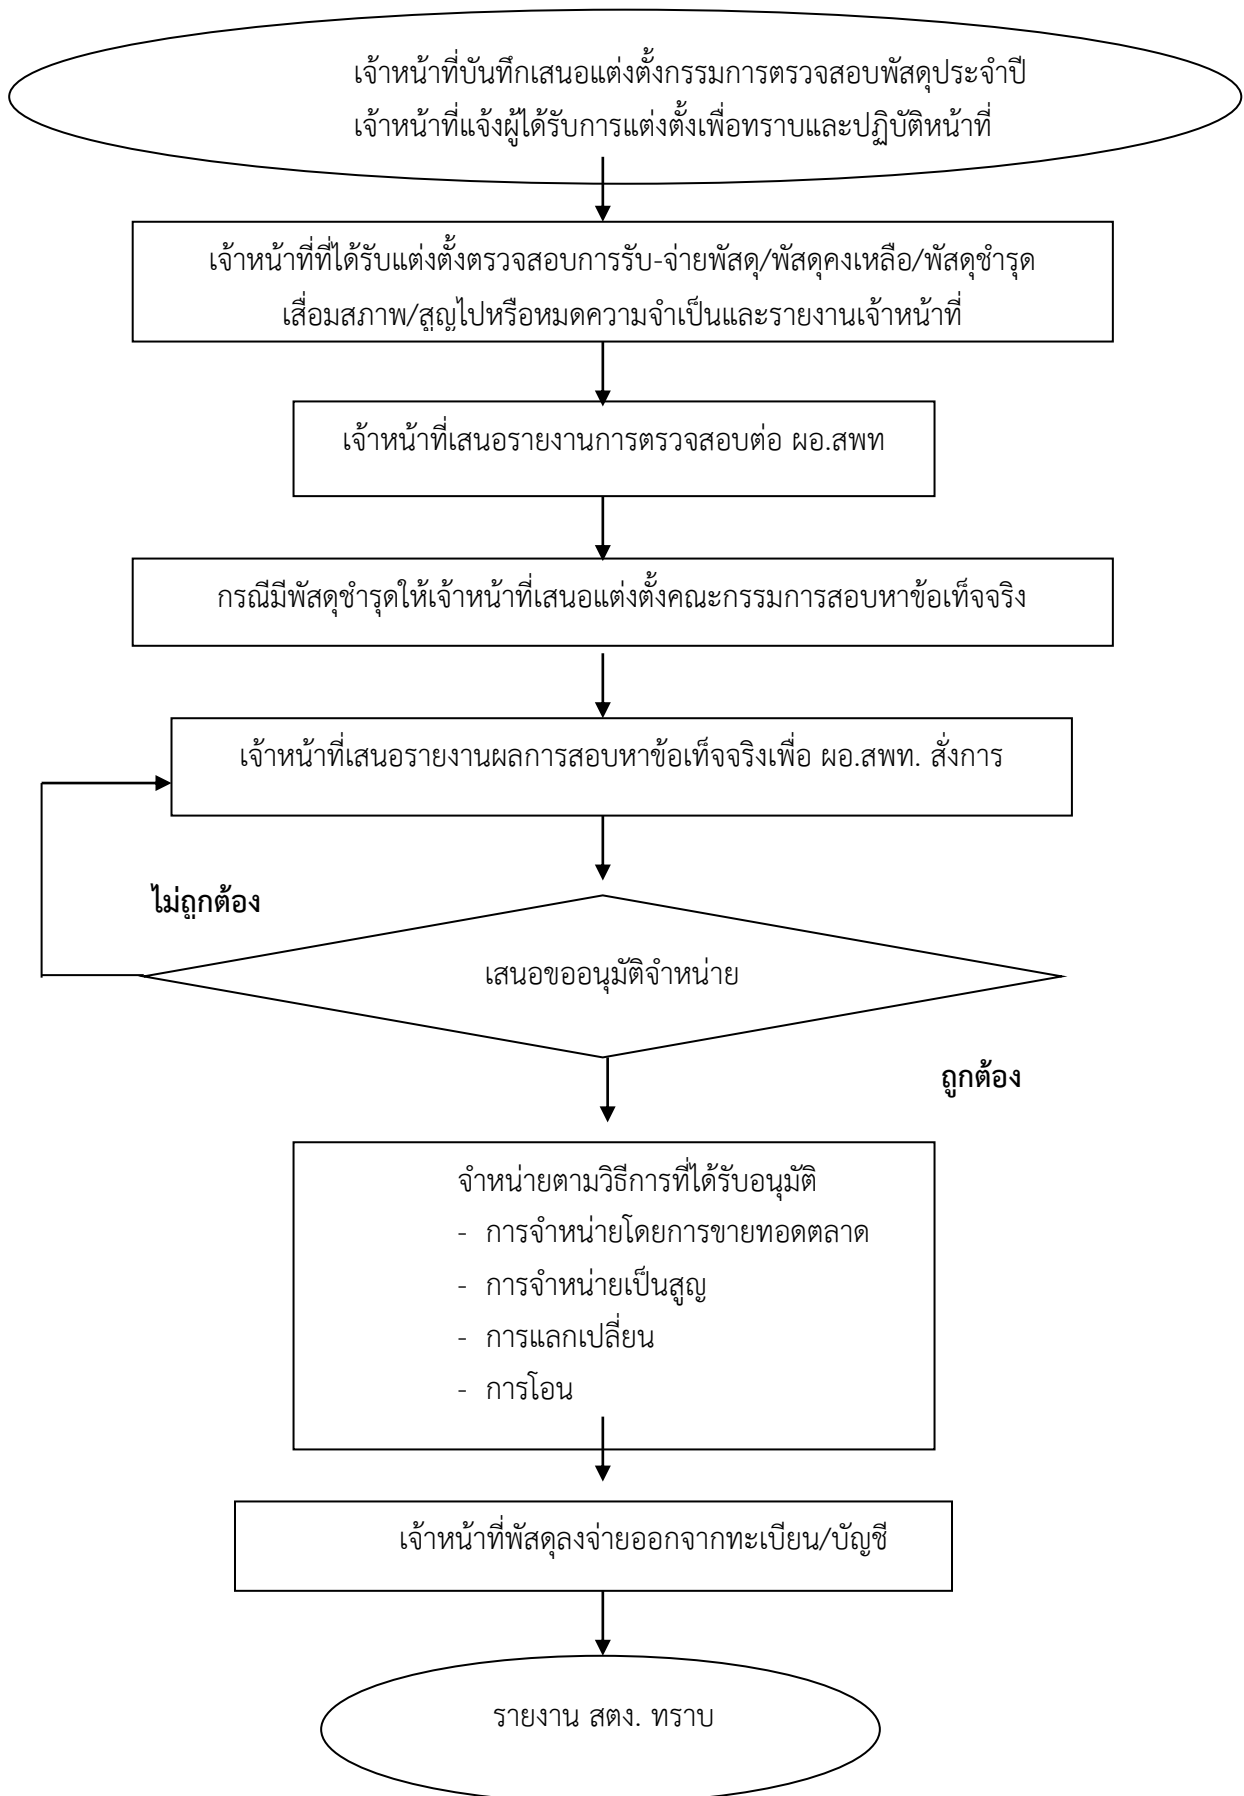 เจ้าหน้าที่บันทึกเสนอแต่งตั้งกรรมการตรวจสอบพัสดุประจำปี
เจ้าหน้าที่แจ้งผู้ได้รับการแต่งตั้งเพื่อทราบและปฏิบัติหน้าที่
เจ้าหน้าที่ที่ได้รับแต่งตั้งตรวจสอบการรับ-จ่ายพัสดุ/พัสดุคงเหลือ/พัสดุชำรุด
เสื่อมสภาพ/สูญไปหรือหมดความจำเป็นและรายงานเจ้าหน้าที่
เจ้าหน้าที่เสนอรายงานการตรวจสอบต่อ ผอ.สพท
กรณีมีพัสดุชำรุดให้เจ้าหน้าที่เสนอแต่งตั้งคณะกรรมการสอบหาข้อเท็จจริง
เจ้าหน้าที่เสนอรายงานผลการสอบหาข้อเท็จจริงเพื่อ ผอ.สพท. สั่งการ
ไม่ถูกต้อง
เสนอขออนุมัติจำหน่าย
ถูกต้อง
จำหน่ายตามวิธีการที่ได้รับอนุมัติ
- การจำหน่ายโดยการขายทอดตลาด
- การจำหน่ายเป็นสูญ
- การแลกเปลี่ยน
- การโอน
เจ้าหน้าที่พัสดุลงจ่ายออกจากทะเบียน/บัญชี
รายงาน สตง. ทราบ